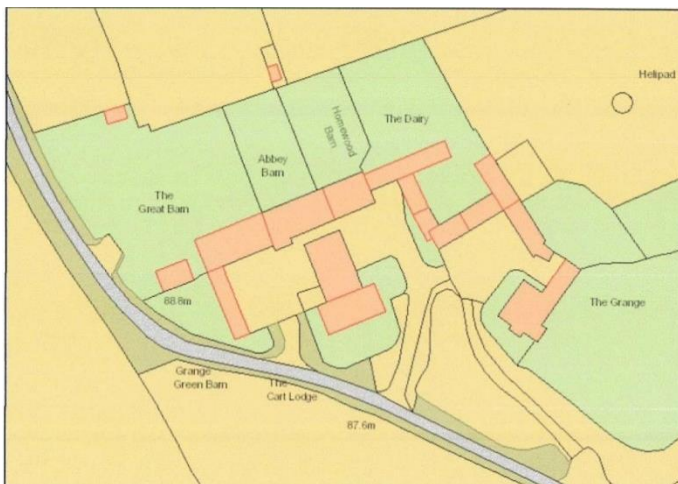 Helipad
Homewood
Barn
The Dairy
Abbey
Barn
The
Great Barn
88.8m
The Grange
Grange
Green Barn
The
Cart Lodge
87.6m